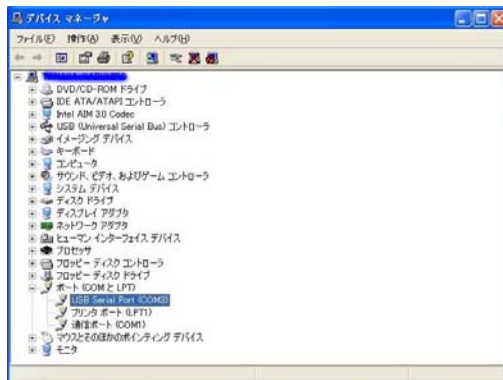 デバイス マネージャ
ファイル(F) 操作(A) 表示(V) ヘルプ(H)
DVD/CD-ROM ドライブ
IDE ATA/ATAPI コントローラ
Intel AIM 3.0 Codec
USB (Universal Serial Bus) コントローラ
イメージング デバイス
キーボード
コンピュータ
サウンド、ビデオ、およびゲーム コントローラ
システム デバイス
ディスク ドライブ
ディスプレイ アダプタ
ネットワーク アダプタ
ヒューマン インターフェイス デバイス
プロセッサ
フロッピー ディスク コントローラ
フロッピー ディスク ドライブ
ポート (COM と LPT)
USB Serial Port (COM3)
プリンタ ポート (LPT1)
通信ポート (COM1)
マウスとそのほかのポインティング デバイス
モニタ